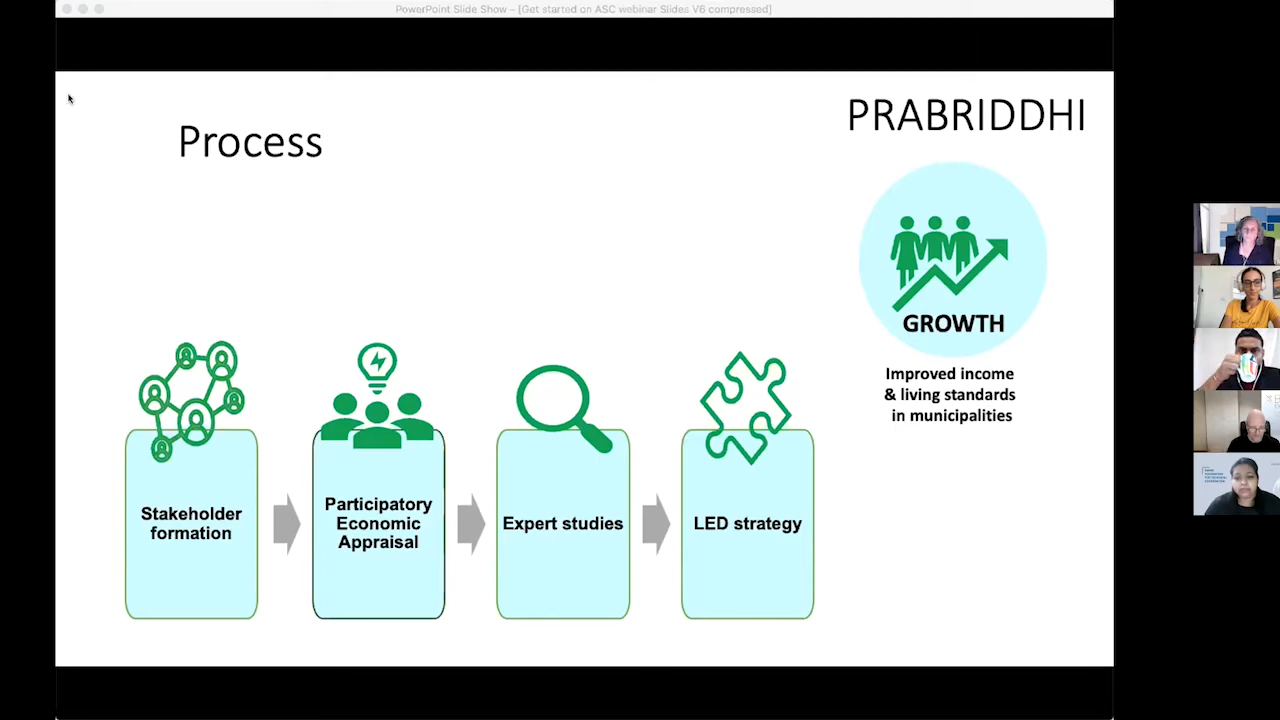 PowerPoint Slide Show – [Get started on ASC webinar Slides V6 compressed]
Process
PRABRIDDHI
GROWTH
Improved income
& living standards
in municipalities
Stakeholder
formation
Participatory
Economic
Appraisal
Expert studies
LED strategy